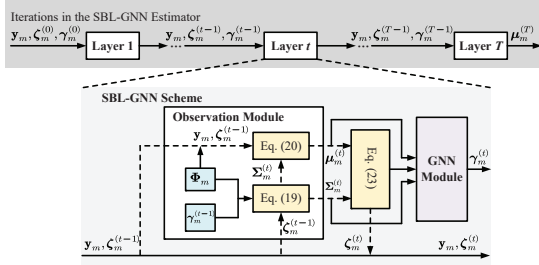 Iterations in the SBL-GNN Estimator
y_m, ζ_m^(0), γ_m^(0) Layer 1 y_m, ζ_m^(t−1), γ_m^(t−1) Layer t y_m, ζ_m^(T−1), γ_m^(T−1) Layer T μ_m^(T)
SBL-GNN Scheme
Observation Module
y_m, ζ_m^(t−1)
Eq. (20)
μ_m^(t)
Φ_m
Σ_m^(t)
Eq. (19)
Σ_m^(t)
γ_m^(t−1)
ζ_m^(t−1)
Eq. (23)
GNN
Module
γ_m^(t)
y_m, ζ_m^(t−1)
ζ_m^(t)
y_m, ζ_m^(t)